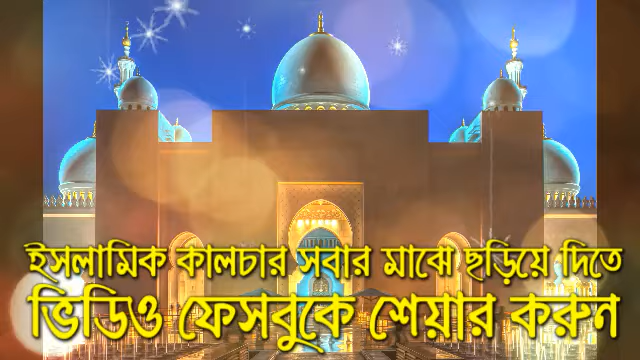 ইসলামিক কালচার সবার মাঝে ছড়িয়ে দিতে
ভিডিও ফেসবুকে শেয়ার করুন